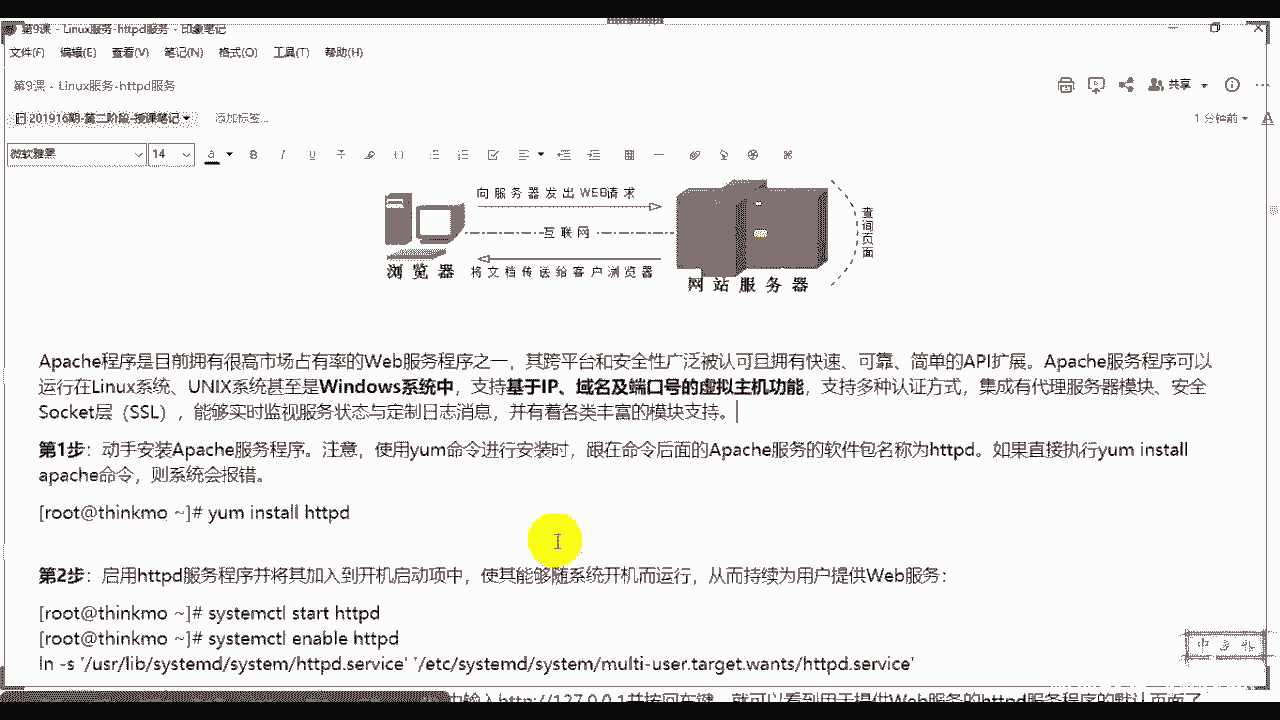 第9课 - Linux服务-httpd服务 - 印象笔记
文件(F) 编辑(E) 查看(V) 笔记(N) 格式(O) 工具(T) 帮助(H)
第9课 - Linux服务-httpd服务
共享
201916期-第二阶段-授课笔记 添加标签...
1 分钟前
微软雅黑 14
向服务器发出WEB请求
互联网
查询页面
将文档传送给客户浏览器
浏览器
网站服务器
Apache程序是目前拥有很高市场占有率的Web服务程序之一，其跨平台和安全性广泛被认可且拥有快速、可靠、简单的API扩展。Apache服务程序可以
运行在Linux系统、UNIX系统甚至是Windows系统中，支持基于IP、域名及端口号的虚拟主机功能，支持多种认证方式，集成有代理服务器模块、安全
Socket层（SSL），能够实时监视服务状态与定制日志消息，并有着各类丰富的模块支持。
第1步：动手安装Apache服务程序。注意，使用yum命令进行安装时，跟在命令后面的Apache服务的软件包名称为httpd。如果直接执行yum install
apache命令，则系统会报错。
[root@thinkmo ~]# yum install httpd
第2步：启用httpd服务程序并将其加入到开机启动项中，使其能够随系统开机而运行，从而持续为用户提供Web服务：
[root@thinkmo ~]# systemctl start httpd
[root@thinkmo ~]# systemctl enable httpd
ln -s '/usr/lib/systemd/system/httpd.service' '/etc/systemd/system/multi-user.target.wants/httpd.service'
中输入http://127.0.0.1并按回车键，就可以看到用于提供Web服务的httpd服务程序的默认页面了